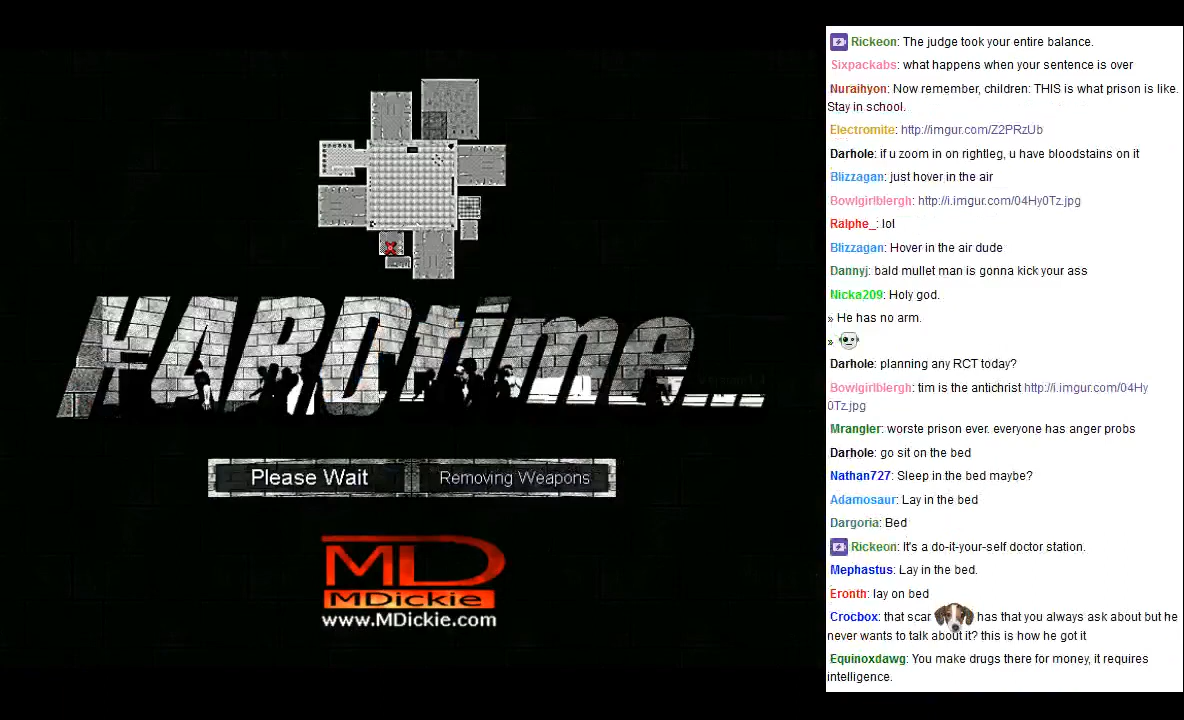 HARDtime...
Please Wait
Removing Weapons
MD
MDickie
www.MDickie.com
Rickeon: The judge took your entire balance.
Sixpackabs: what happens when your sentence is over
Nuraihyon: Now remember, children: THIS is what prison is like.
Stay in school.
Electromite: http://imgur.com/Z2PRzUb
Darhole: if u zoom in on rightleg, u have bloodstains on it
Blizzagan: just hover in the air
Bowlgirlblergh: http://i.imgur.com/04Hy0Tz.jpg
Ralphe_: lol
Blizzagan: Hover in the air dude
Dannyj: bald mullet man is gonna kick your ass
Nicka209: Holy god.
» He has no arm.
»
Darhole: planning any RCT today?
Bowlgirlblergh: tim is the antichrist http://i.imgur.com/04Hy
0Tz.jpg
Mrangler: worste prison ever. everyone has anger probs
Darhole: go sit on the bed
Nathan727: Sleep in the bed maybe?
Adamosaur: Lay in the bed
Dargoria: Bed
Rickeon: It's a do-it-your-self doctor station.
Mephastus: Lay in the bed.
Eronth: lay on bed
Crocbox: that scar has that you always ask about but he
never wants to talk about it? this is how he got it
Equinoxdawg: You make drugs there for money, it requires
intelligence.